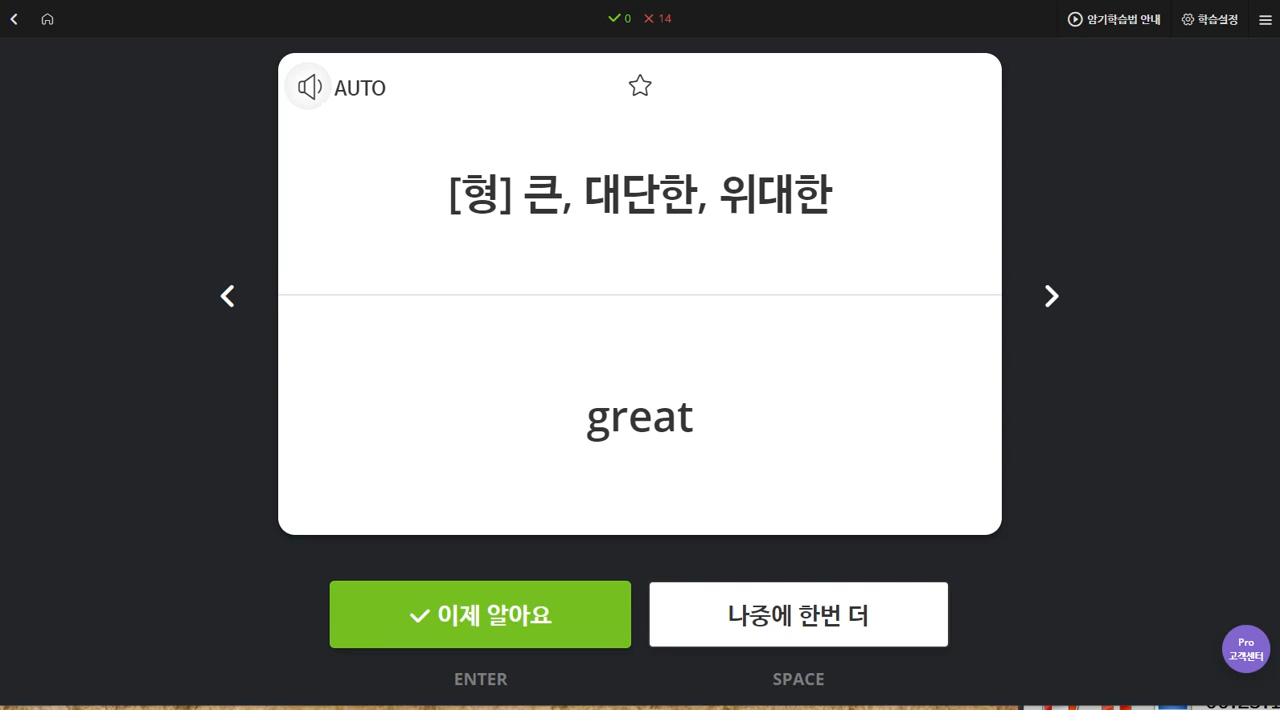 0 14 암기학습법 안내 학습설정
AUTO
[형] 큰, 대단한, 위대한
great
이제 알아요 나중에 한번 더
ENTER SPACE
Pro
고객센터